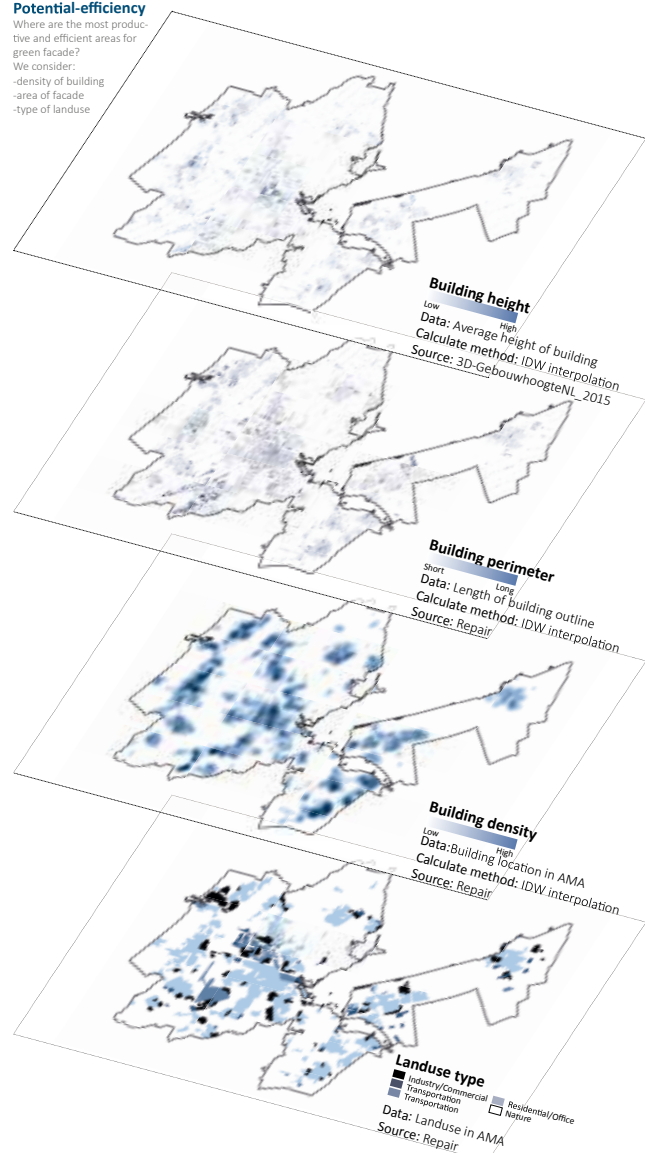 Potential-efficiency
Where are the most produc-
tive and efficient areas for
green facade?
We consider:
-density of building
-area of facade
-type of landuse
Building height
Low
High
Data: Average height of building
Calculate method: IDW interpolation
Source: 3D-GebouwhoogteNL_2015
Building perimeter
Short
Long
Data: Length of building outline
Calculate method: IDW interpolation
Source: Repair
Building density
Low
High
Data:Building location in AMA
Calculate method: IDW interpolation
Source: Repair
Landuse type
Industry/Commercial
Transportation
Transportation
Residential/Office
Nature
Data: Landuse in AMA
Source: Repair